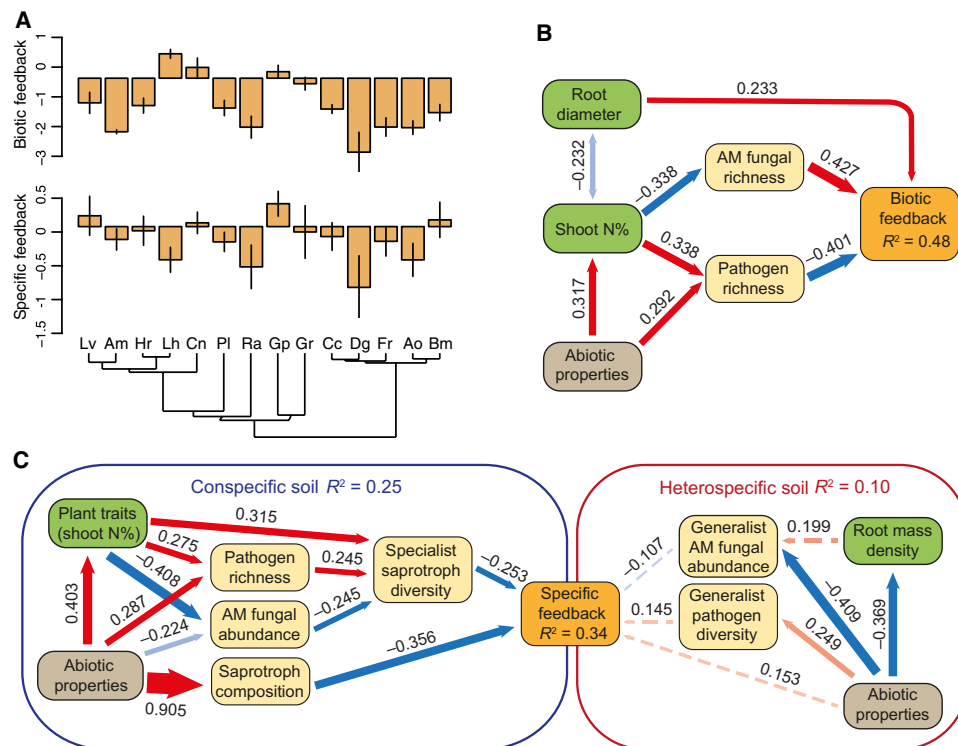 A
Biotic feedback
1
0
−1
−2
−3
Specific feedback
0.5
0
−0.5
−1
−1.5
Lv Am Hr Lh Cn Pl Ra Gp Gr Cc Dg Fr Ao Bm
B
Root
diameter
0.233
−0.232
AM fungal
richness
−0.338
0.427
Shoot N%
Biotic
feedback
R² = 0.48
0.338
−0.401
Pathogen
richness
0.317
0.292
Abiotic
properties
C
Conspecific soil R² = 0.25
Plant traits
(shoot N%)
0.315
0.275
Pathogen
richness
0.245
Specialist
saprotroph
diversity
−0.408
−0.253
0.403
0.287
AM fungal
abundance
−0.245
−0.224
Abiotic
properties
Saprotroph
composition
−0.356
0.905
Specific
feedback
R² = 0.34
Heterospecific soil R² = 0.10
Generalist
AM fungal
abundance
0.199
Root mass
density
−0.107
Generalist
pathogen
diversity
0.145
−0.409
−0.369
0.249
0.153
Abiotic
properties